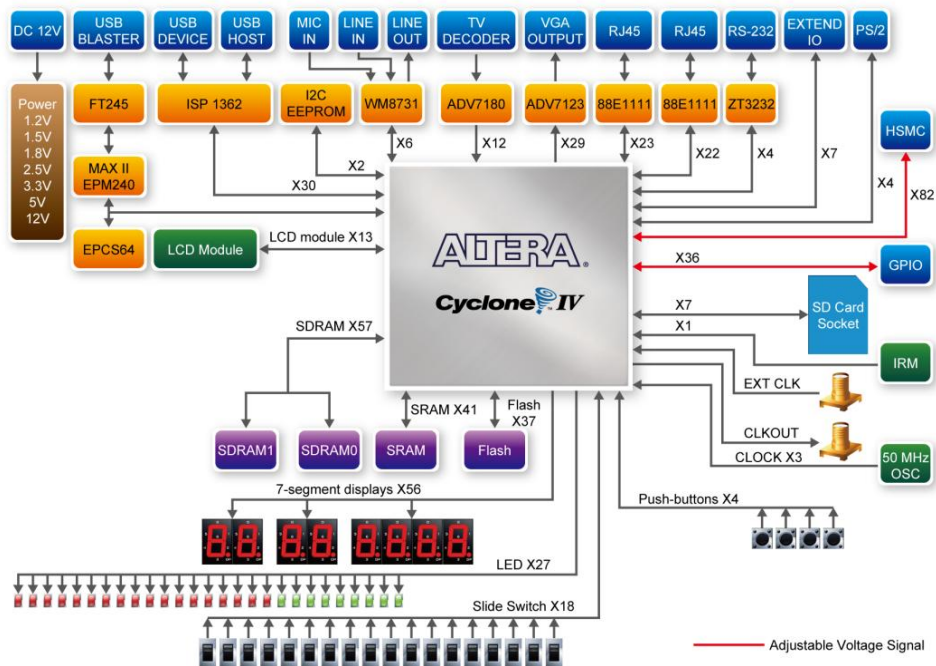 DC 12V
USB
BLASTER
USB
DEVICE
USB
HOST
MIC
IN
LINE
IN
LINE
OUT
TV
DECODER
VGA
OUTPUT
RJ45
RJ45
RS-232
EXTEND
IO
PS/2
Power
1.2V
1.5V
1.8V
2.5V
3.3V
5V
12V
FT245
ISP 1362
I2C
EEPROM
WM8731
ADV7180
ADV7123
88E1111
88E1111
ZT3232
HSMC
X6
X12
X29
X23
X22
X4
X7
X4
X82
X2
X30
MAX II
EPM240
EPCS64
LCD Module
LCD module X13
ALTERA®
Cyclone™ IV
X36
GPIO
X7
SD Card
Socket
X1
IRM
SDRAM X57
EXT CLK
SRAM X41
Flash
X37
CLKOUT
SDRAM1
SDRAM0
SRAM
Flash
CLOCK X3
50 MHz
OSC
7-segment displays X56
Push-buttons X4
LED X27
Slide Switch X18
Adjustable Voltage Signal